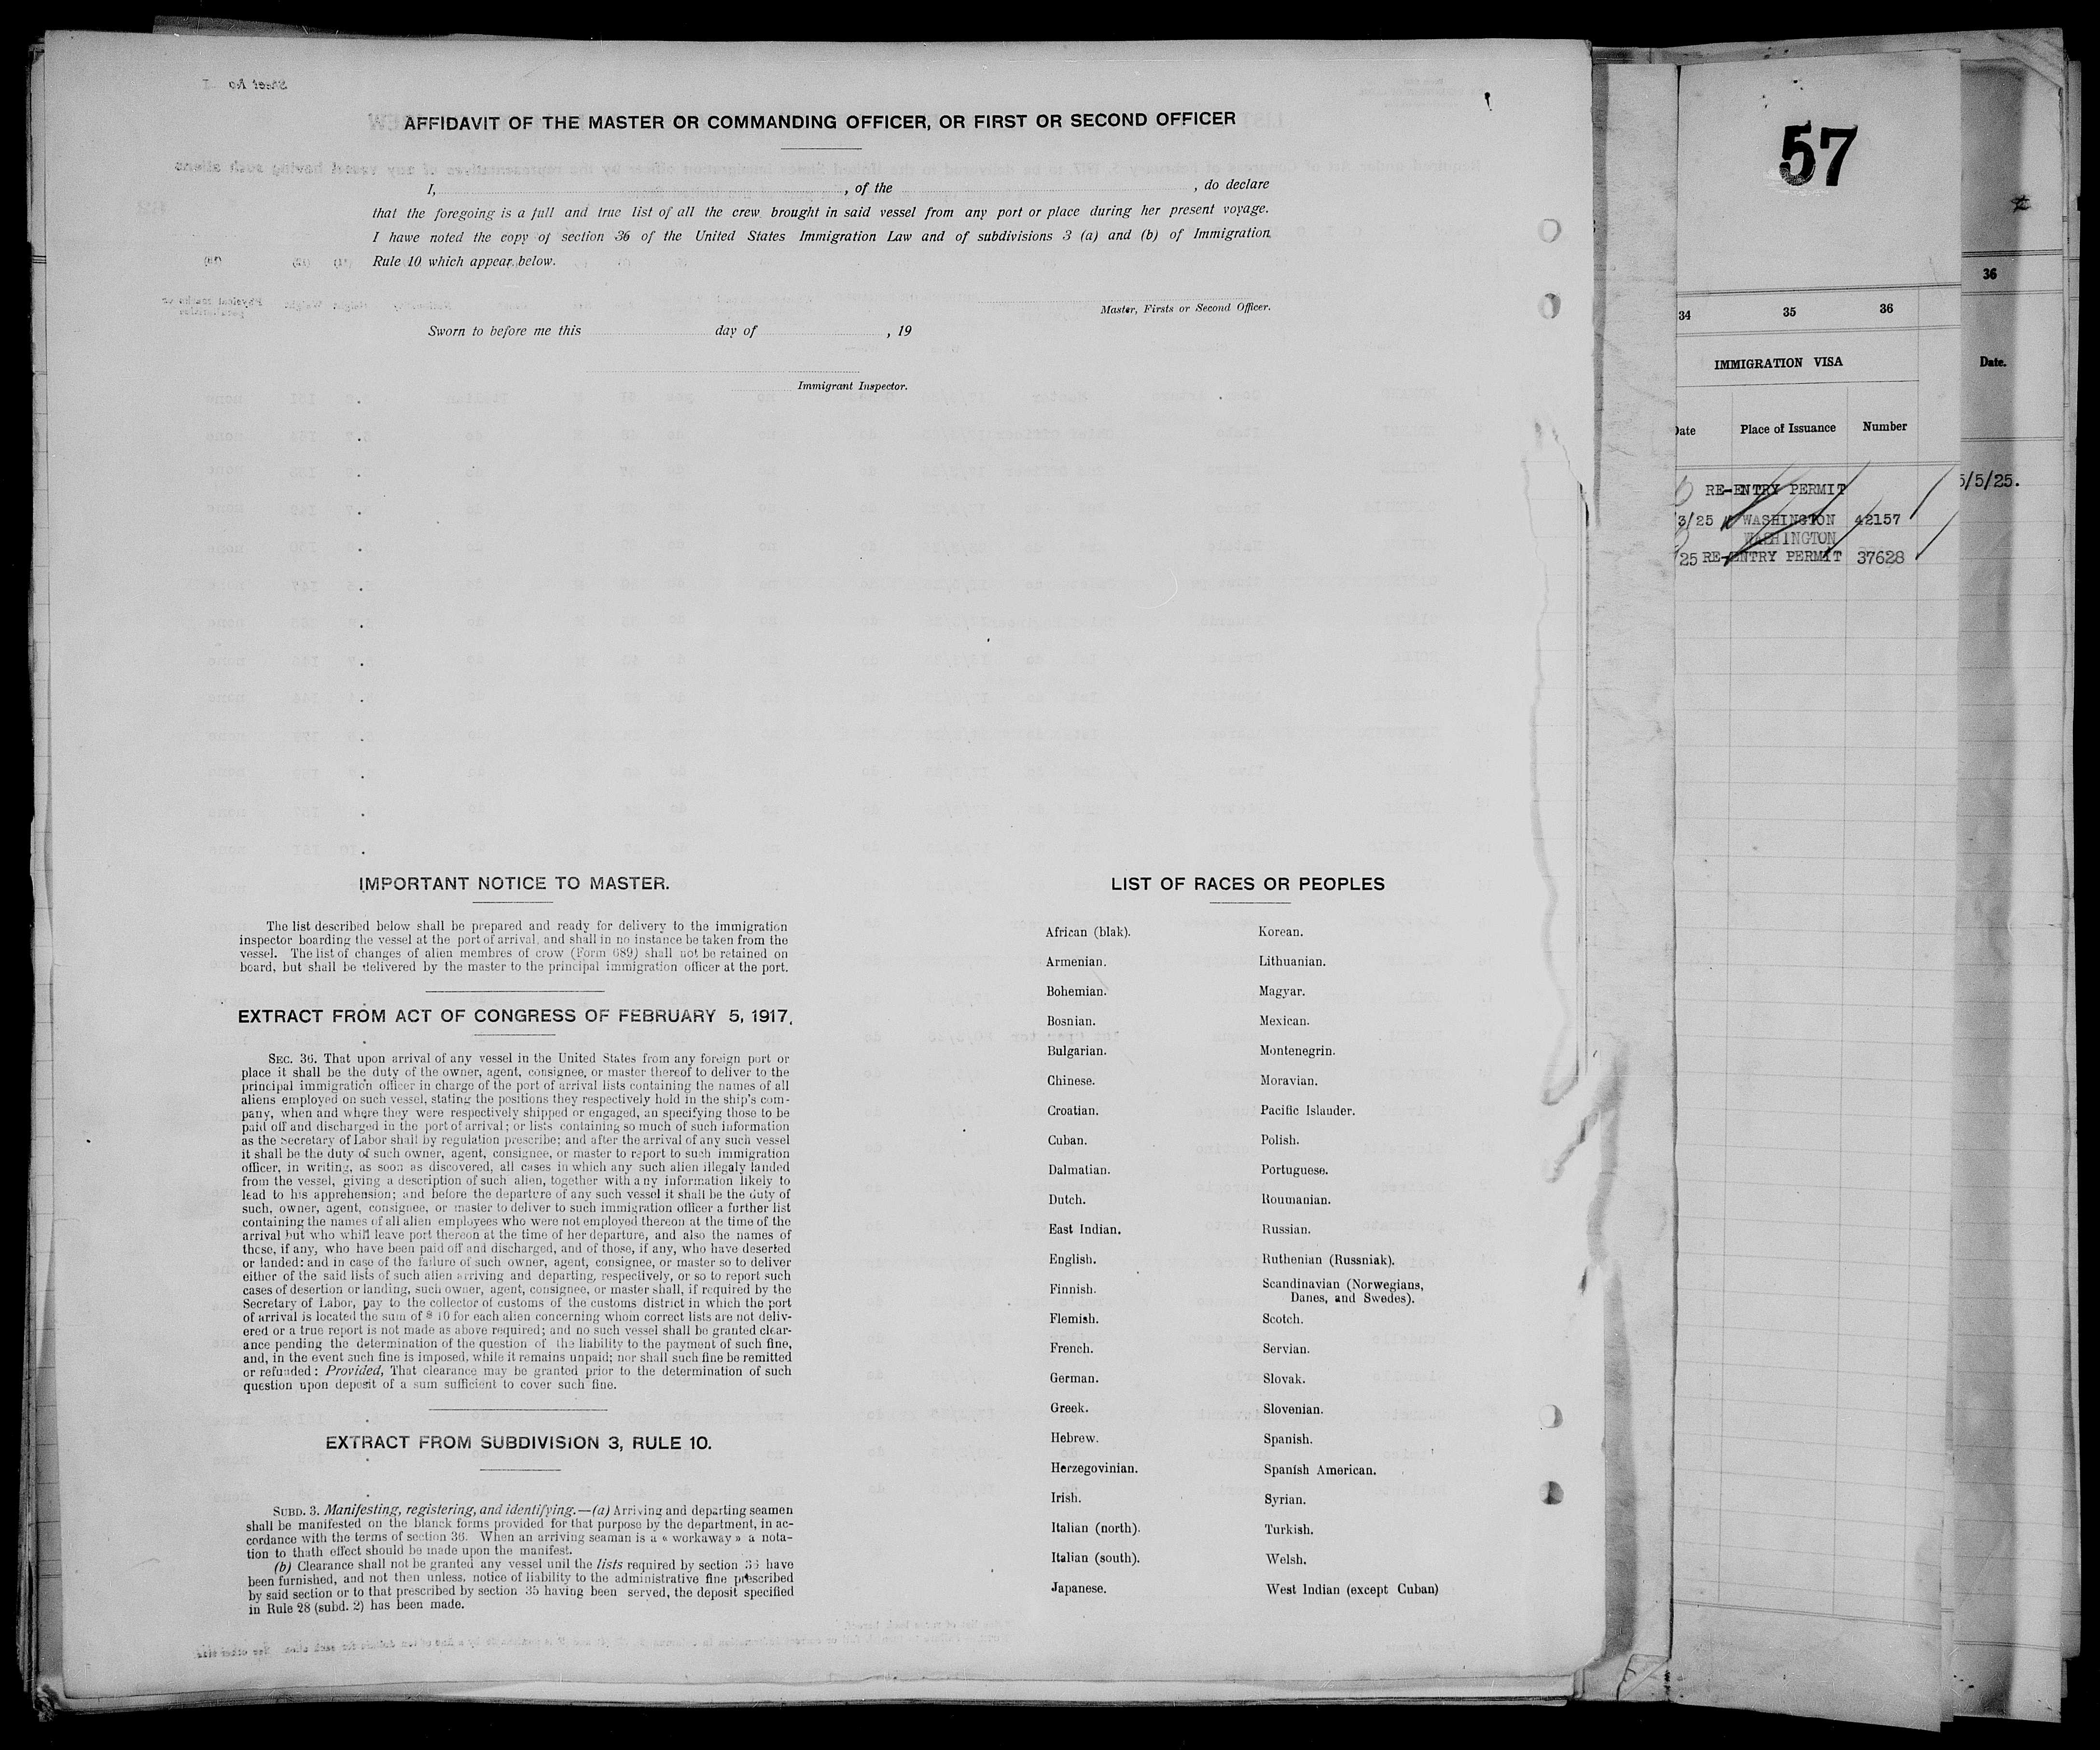 AFFIDAVIT OF THE MASTER OR COMMANDING OFFICER, OR FIRST OR SECOND OFFICER
I, , of the , do declare
that the foregoing is a full and true list of all the crew brought in said vessel from any port or place during her present voyage.
I hawe noted the copy of section 36 of the United States Immigration Law and of subdivisions 3 (a) and (b) of Immigration
Rule 10 which appear below.
Master, Firsts or Second Officer.
Sworn to before me this day of , 19
Immigrant Inspector.
IMPORTANT NOTICE TO MASTER.
The list described below shall be prepared and ready for delivery to the immigration
inspector boarding the vessel at the port of arrival, and shall in no instance be taken from the
vessel. The list of changes of alien membres of crow (Form 689) shall not be retained on
board, but shall be delivered by the master to the principal immigration officer at the port.
EXTRACT FROM ACT OF CONGRESS OF FEBRUARY 5, 1917.
SEC. 36. That upon arrival of any vessel in the United States from any foreign port or
place it shall be the duty of the owner, agent, consignee, or master thereof to deliver to the
principal immigration officer in charge of the port of arrival lists containing the names of all
aliens employed on such vessel, stating the positions they respectively hold in the ship's com-
pany, when and where they were respectively shipped or engaged, an specifying those to be
paid off and discharged in the port of arrival; or lists containing so much of such information
as the Secretary of Labor shall by regulation prescribe; and after the arrival of any such vessel
it shall be the duty of such owner, agent, consignee, or master to report to such immigration
officer, in writing, as soon as discovered, all cases in which any such alien illegaly landed
from the vessel, giving a description of such alien, together with any information likely to
lead to his apprehension; and before the departure of any such vessel it shall be the duty of
such, owner, agent, consignee, or master to deliver to such immigration officer a further list
containing the names of all alien employees who were not employed thereon at the time of the
arrival but who whill leave port thereon at the time of her departure, and also the names of
these, if any, who have been paid off and discharged, and of those, if any, who have deserted
or landed: and in case of the failure of such owner, agent, consignee, or master so to deliver
either of the said lists of such alien arriving and departing, respectively, or so to report such
cases of desertion or landing, such owner, agent, consignee, or master shall, if required by the
Secretary of Labor, pay to the collector of customs of the customs district in which the port
of arrival is located the sum of $ 10 for each alien concerning whom correct lists are not deliv-
ered or a true report is not made as above required; and no such vessel shall be granted clear-
ance pending the determination of the question of the liability to the payment of such fine,
and, in the event such fine is imposed, while it remains unpaid; nor shall such fine be remitted
or refunded: Provided, That clearance may be granted prior to the determination of such
question upon deposit of a sum sufficient to cover such fine.
EXTRACT FROM SUBDIVISION 3, RULE 10.
SUBD. 3. Manifesting, registering, and identifying.—(a) Arriving and departing seamen
shall be manifested on the blanck forms provided for that purpose by the department, in ac-
cordance with the terms of section 36. When an arriving seaman is a « workaway » a nota-
tion to thath effect should be made upon the manifest.
(b) Clearance shall not be granted any vessel unil the lists required by section 36 have
been furnished, and not then unless, notice of liability to the administrative fine prescribed
by said section or to that prescribed by section 35 having been served, the deposit specified
in Rule 28 (subd. 2) has been made.
LIST OF RACES OR PEOPLES
African (blak). Korean.
Armenian. Lithuanian.
Bohemian. Magyar.
Bosnian. Mexican.
Bulgarian. Montenegrin.
Chinese. Moravian.
Croatian. Pacific Islander.
Cuban. Polish.
Dalmatian. Portuguese.
Dutch. Roumanian.
East Indian. Russian.
English. Ruthenian (Russniak).
Finnish. Scandinavian (Norwegians,
Danes, and Swedes).
Flemish. Scotch.
French. Servian.
German. Slovak.
Greek. Slovenian.
Hebrew. Spanish.
Herzegovinian. Spanish American.
Irish. Syrian.
Italian (north). Turkish.
Italian (south). Welsh.
Japanese. West Indian (except Cuban)
57
34 35 36
IMMIGRATION VISA
Date Place of Issuance Number
RE-ENTRY PERMIT
3/25 WASHINGTON 42157
WASHINGTON
25 RE-ENTRY PERMIT 37628
36
Date.
5/5/25.